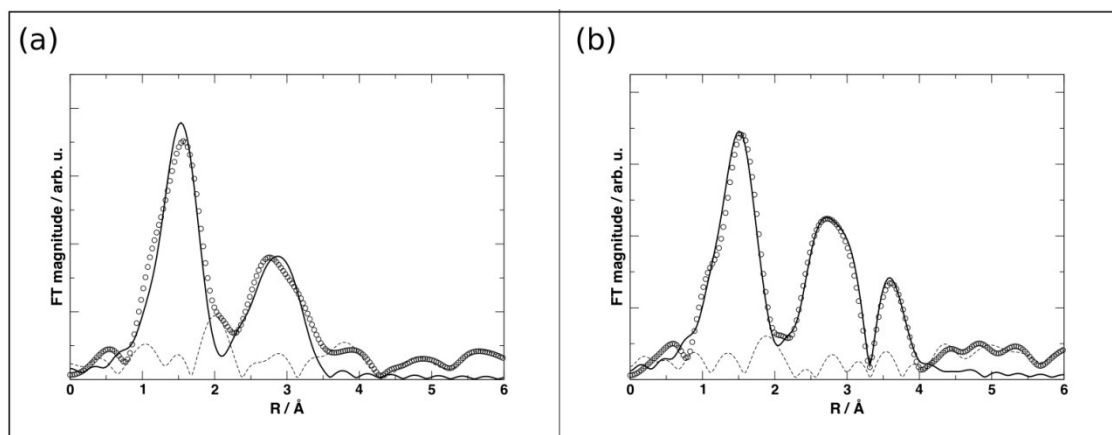 (a)
FT magnitude / arb. u.
0 1 2 3 4 5 6
R / Å
(b)
FT magnitude / arb. u.
0 1 2 3 4 5 6
R / Å